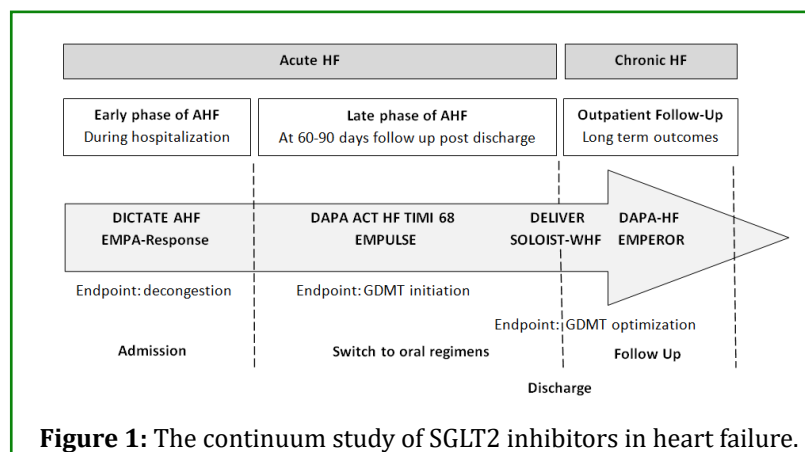 Acute HF
Chronic HF
Early phase of AHF
During hospitalization
Late phase of AHF
At 60-90 days follow up post discharge
Outpatient Follow-Up
Long term outcomes
DICTATE AHF
EMPA-Response
DAPA ACT HF TIMI 68
EMPULSE
DELIVER
SOLOIST-WHF
DAPA-HF
EMPEROR
Endpoint: decongestion
Endpoint: GDMT initiation
Endpoint: GDMT optimization
Admission
Switch to oral regimens
Follow Up
Discharge
Figure 1: The continuum study of SGLT2 inhibitors in heart failure.